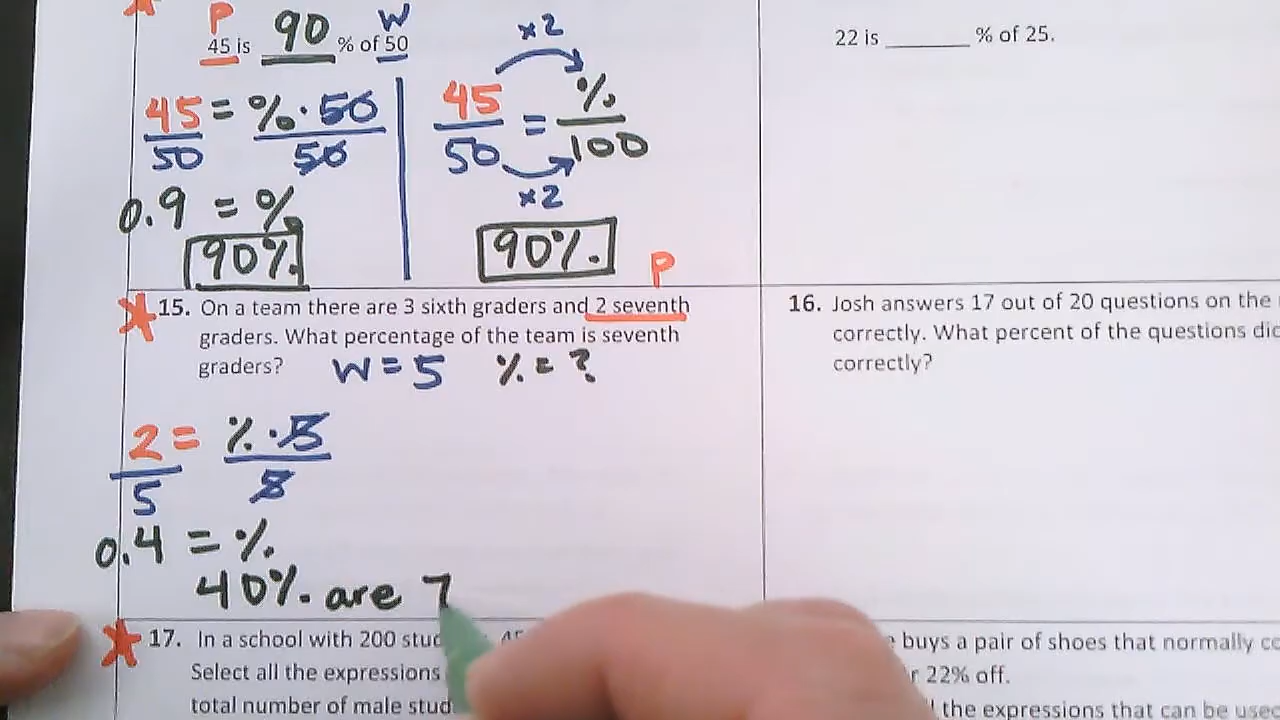 P W
45 is 90 % of 50
45 = % · 50
50 50
0.9 = %
90%
×2
45 = %
50 100
×2
90%.
22 is ______ % of 25.
P
15. On a team there are 3 sixth graders and 2 seventh
graders. What percentage of the team is seventh
graders? W = 5 % = ?
2 = % · 5
5 5
0.4 = %
40% are 7
16. Josh answers 17 out of 20 questions on the
correctly. What percent of the questions
correctly?
17. In a school with 200
Select all the expressions
total number of male
buys a pair of shoes that normally
22% off.
the expressions that can be used